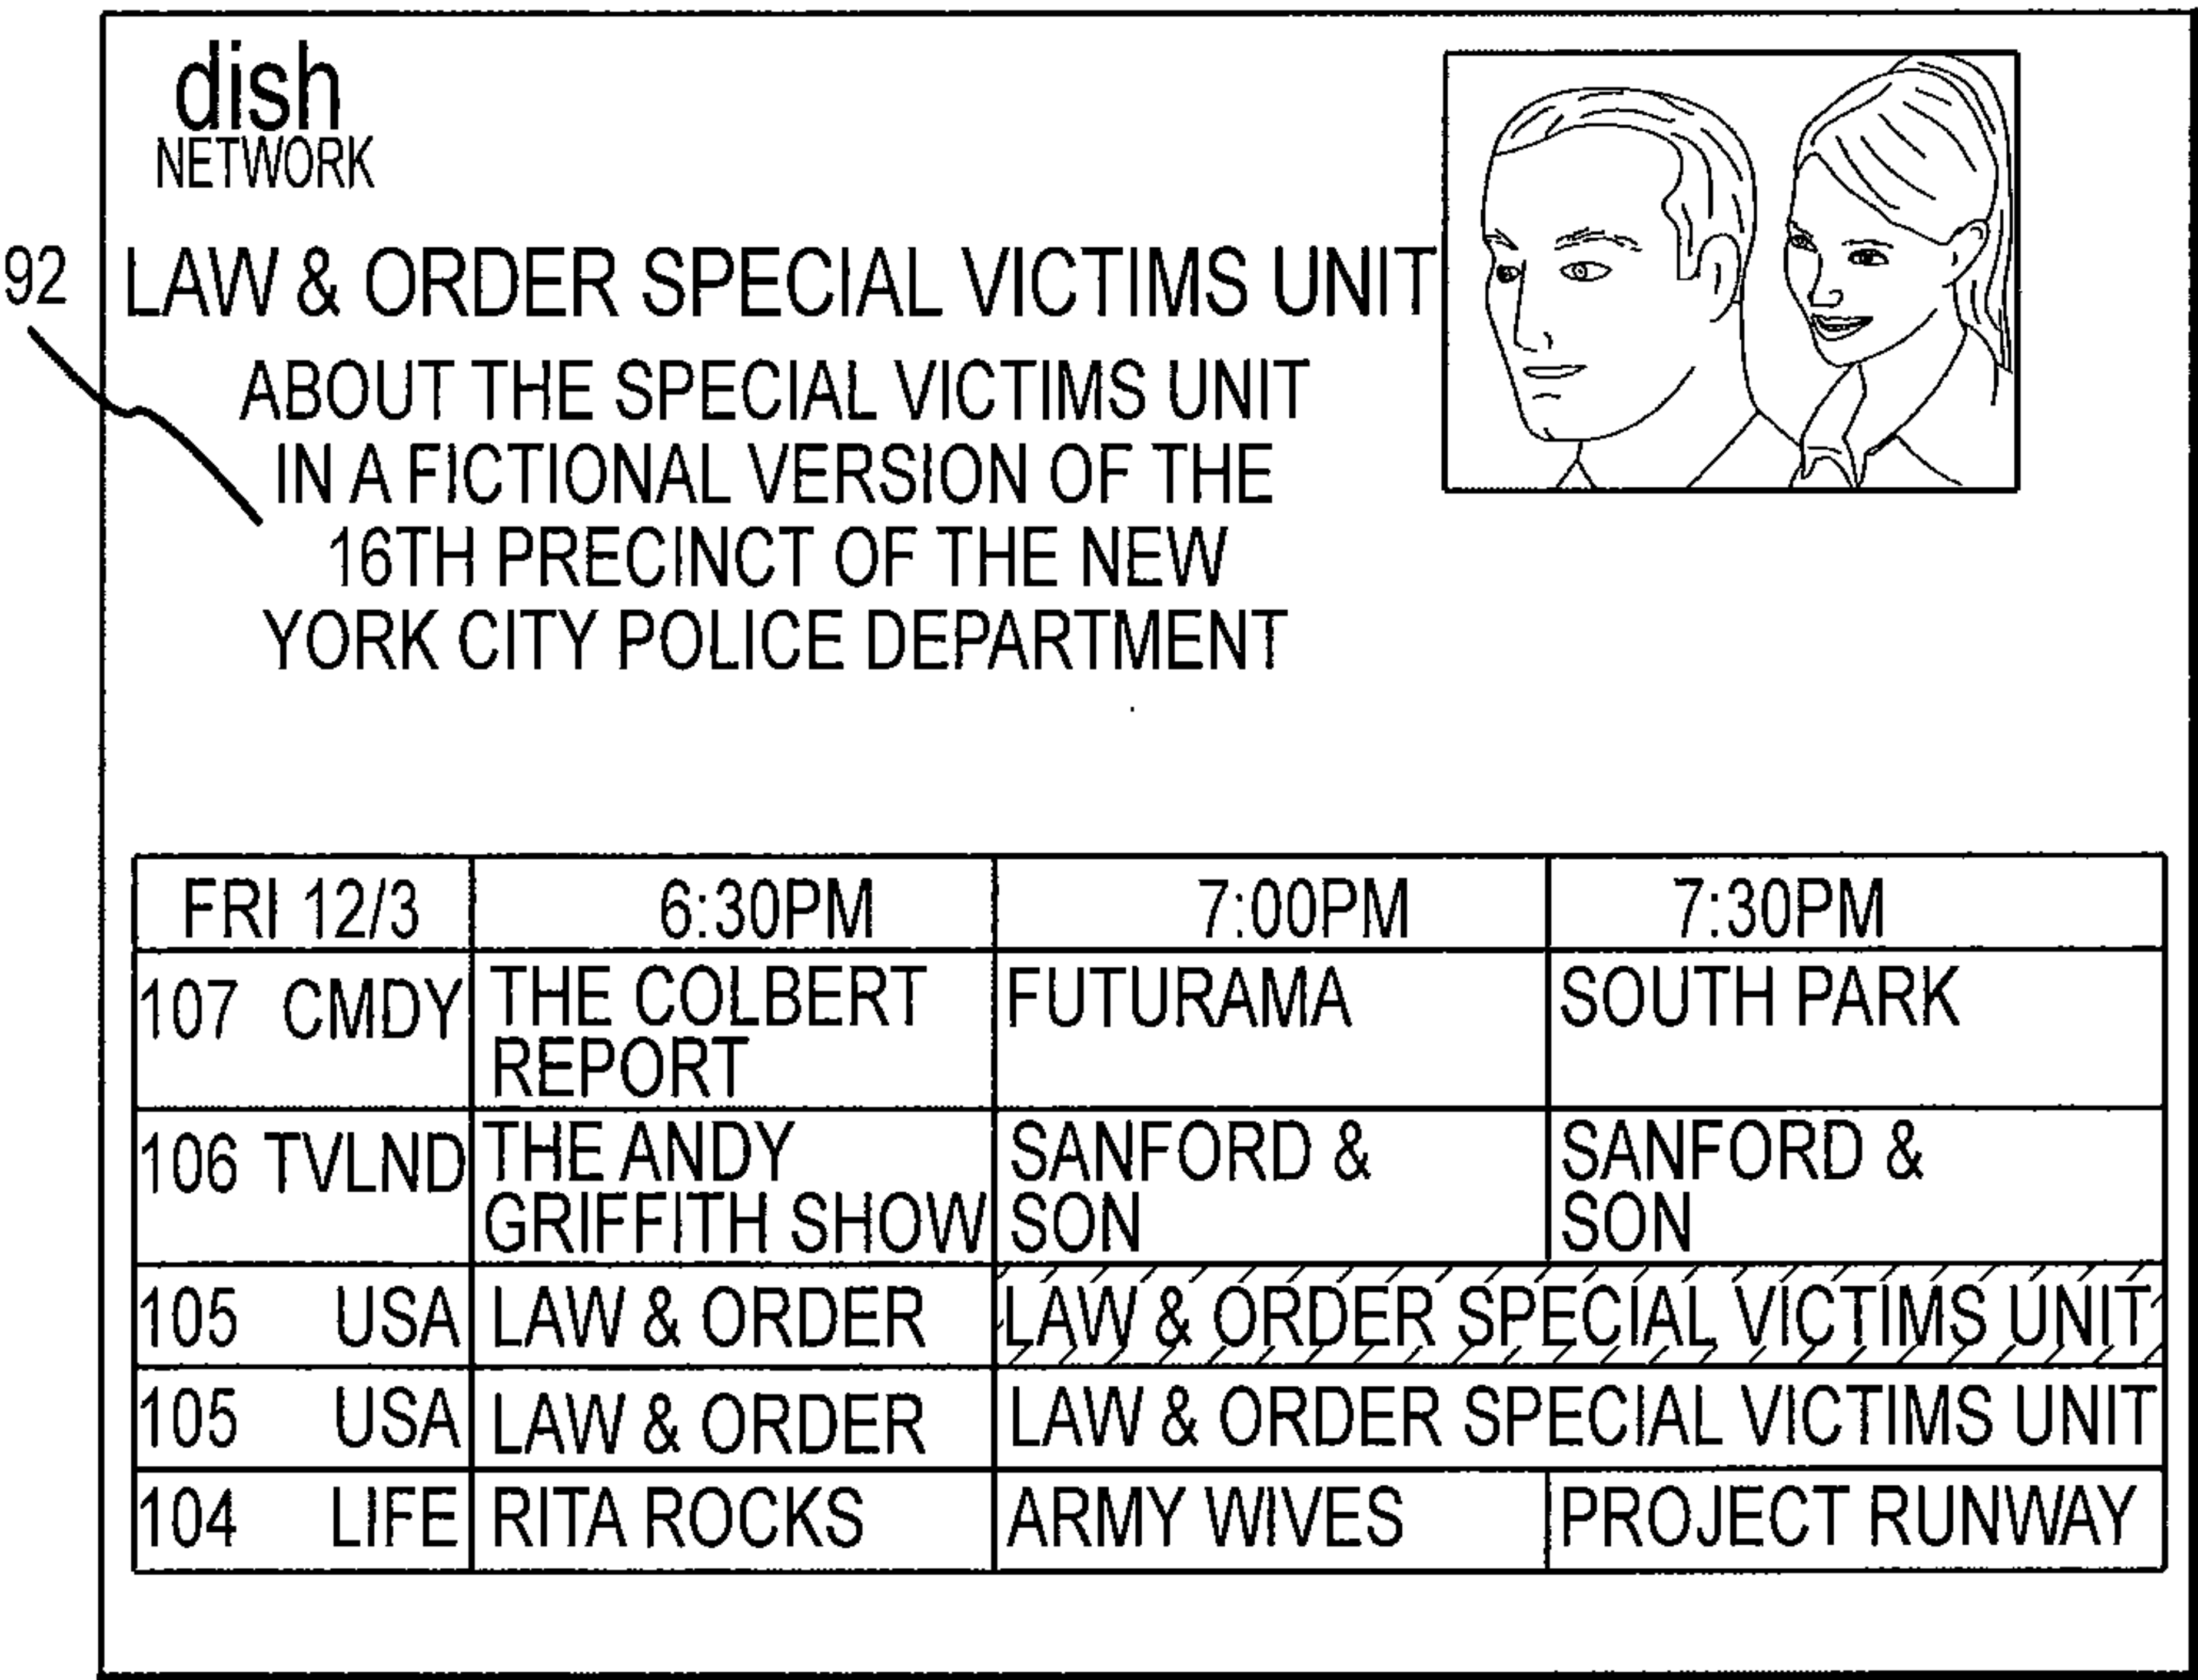 dish
NETWORK
92
LAW & ORDER SPECIAL VICTIMS UNIT
ABOUT THE SPECIAL VICTIMS UNIT
IN A FICTIONAL VERSION OF THE
16TH PRECINCT OF THE NEW
YORK CITY POLICE DEPARTMENT
FRI 12/3 6:30PM 7:00PM 7:30PM
107 CMDY THE COLBERT FUTURAMA SOUTH PARK
REPORT
106 TVLND THE ANDY SANFORD & SANFORD &
GRIFFITH SHOW SON SON
105 USA LAW & ORDER LAW & ORDER SPECIAL VICTIMS UNIT
105 USA LAW & ORDER LAW & ORDER SPECIAL VICTIMS UNIT
104 LIFE RITA ROCKS ARMY WIVES PROJECT RUNWAY